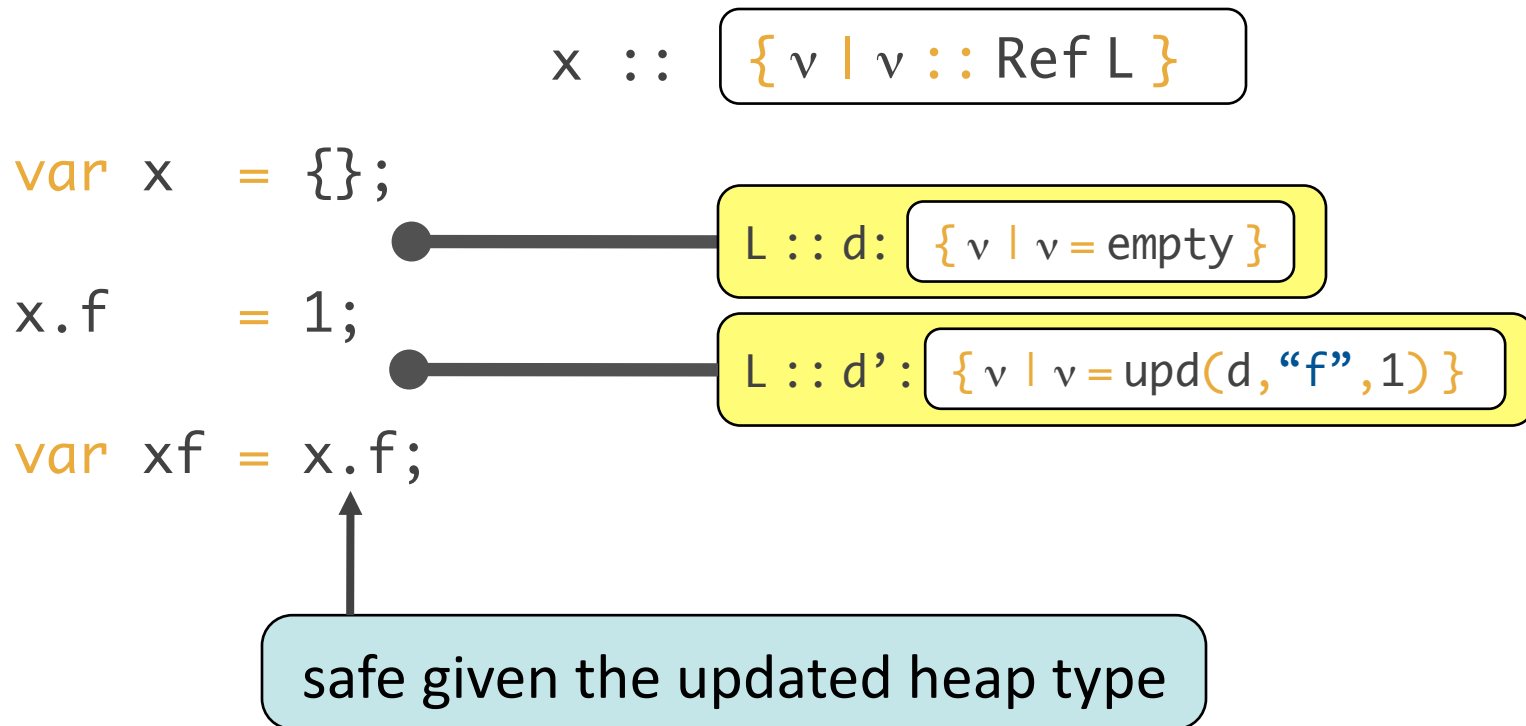 x :: { ν | ν :: Ref L }
var x = {};
L :: d: { ν | ν = empty }
x.f = 1;
L :: d’: { ν | ν = upd(d,“f”,1) }
var xf = x.f;
safe given the updated heap type